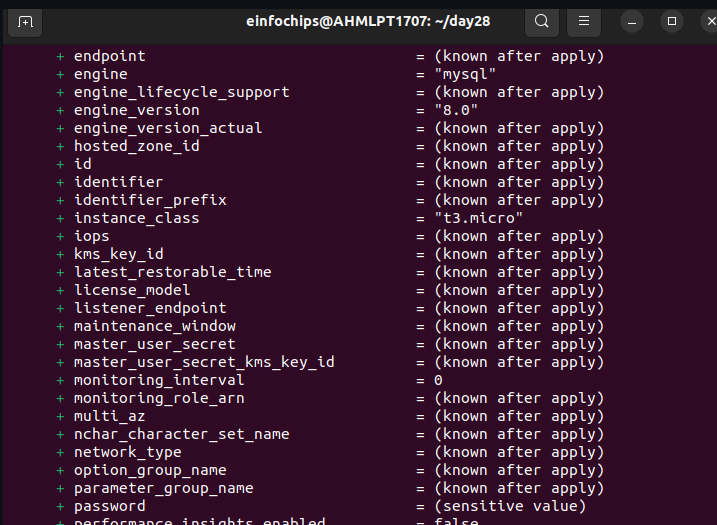 einfochips@AHMLPT1707: ~/day28
+ endpoint = (known after apply)
+ engine = "mysql"
+ engine_lifecycle_support = (known after apply)
+ engine_version = "8.0"
+ engine_version_actual = (known after apply)
+ hosted_zone_id = (known after apply)
+ id = (known after apply)
+ identifier = (known after apply)
+ identifier_prefix = (known after apply)
+ instance_class = "t3.micro"
+ iops = (known after apply)
+ kms_key_id = (known after apply)
+ latest_restorable_time = (known after apply)
+ license_model = (known after apply)
+ listener_endpoint = (known after apply)
+ maintenance_window = (known after apply)
+ master_user_secret = (known after apply)
+ master_user_secret_kms_key_id = (known after apply)
+ monitoring_interval = 0
+ monitoring_role_arn = (known after apply)
+ multi_az = (known after apply)
+ nchar_character_set_name = (known after apply)
+ network_type = (known after apply)
+ option_group_name = (known after apply)
+ parameter_group_name = (known after apply)
+ password = (sensitive value)
+ performance_insights_enabled = false